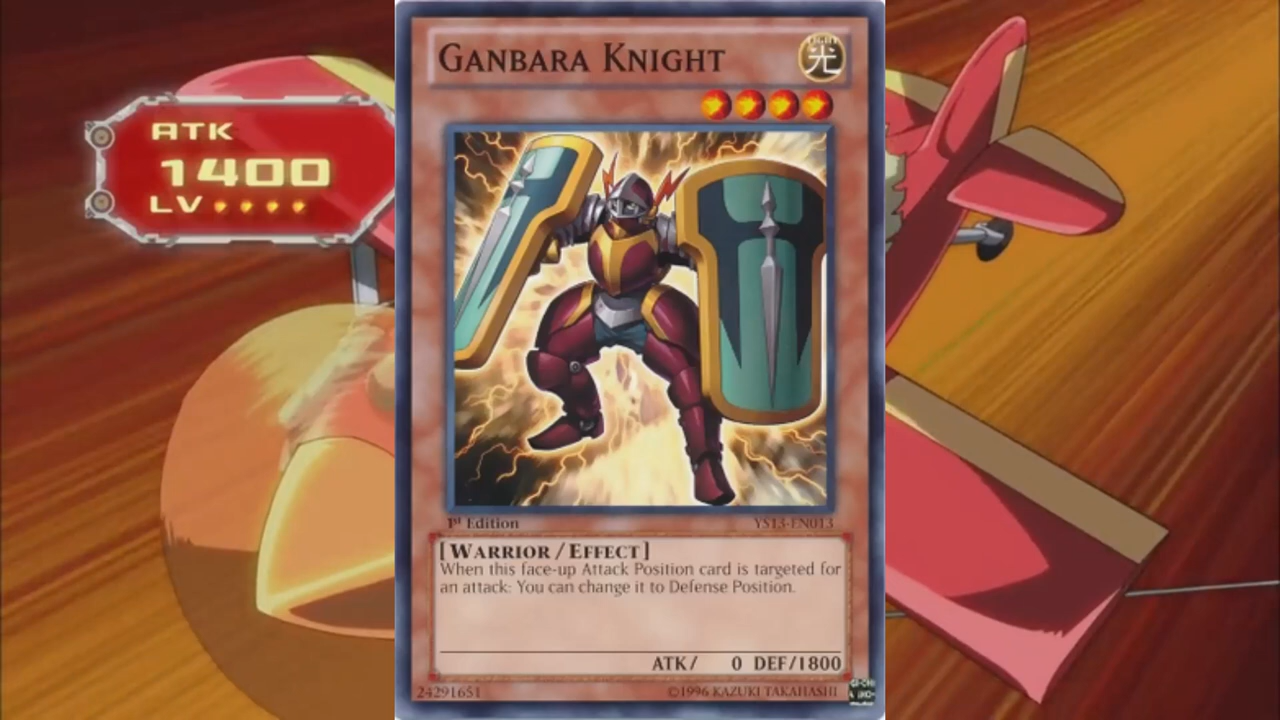 GANBARA KNIGHT
LIGHT
光
ATK
1400
LV
1st Edition
YS13-EN013
[WARRIOR/EFFECT]
When this face-up Attack Position card is targeted for
an attack: You can change it to Defense Position.
ATK/ 0 DEF/1800
24291651
©1996 KAZUKI TAKAHASHI